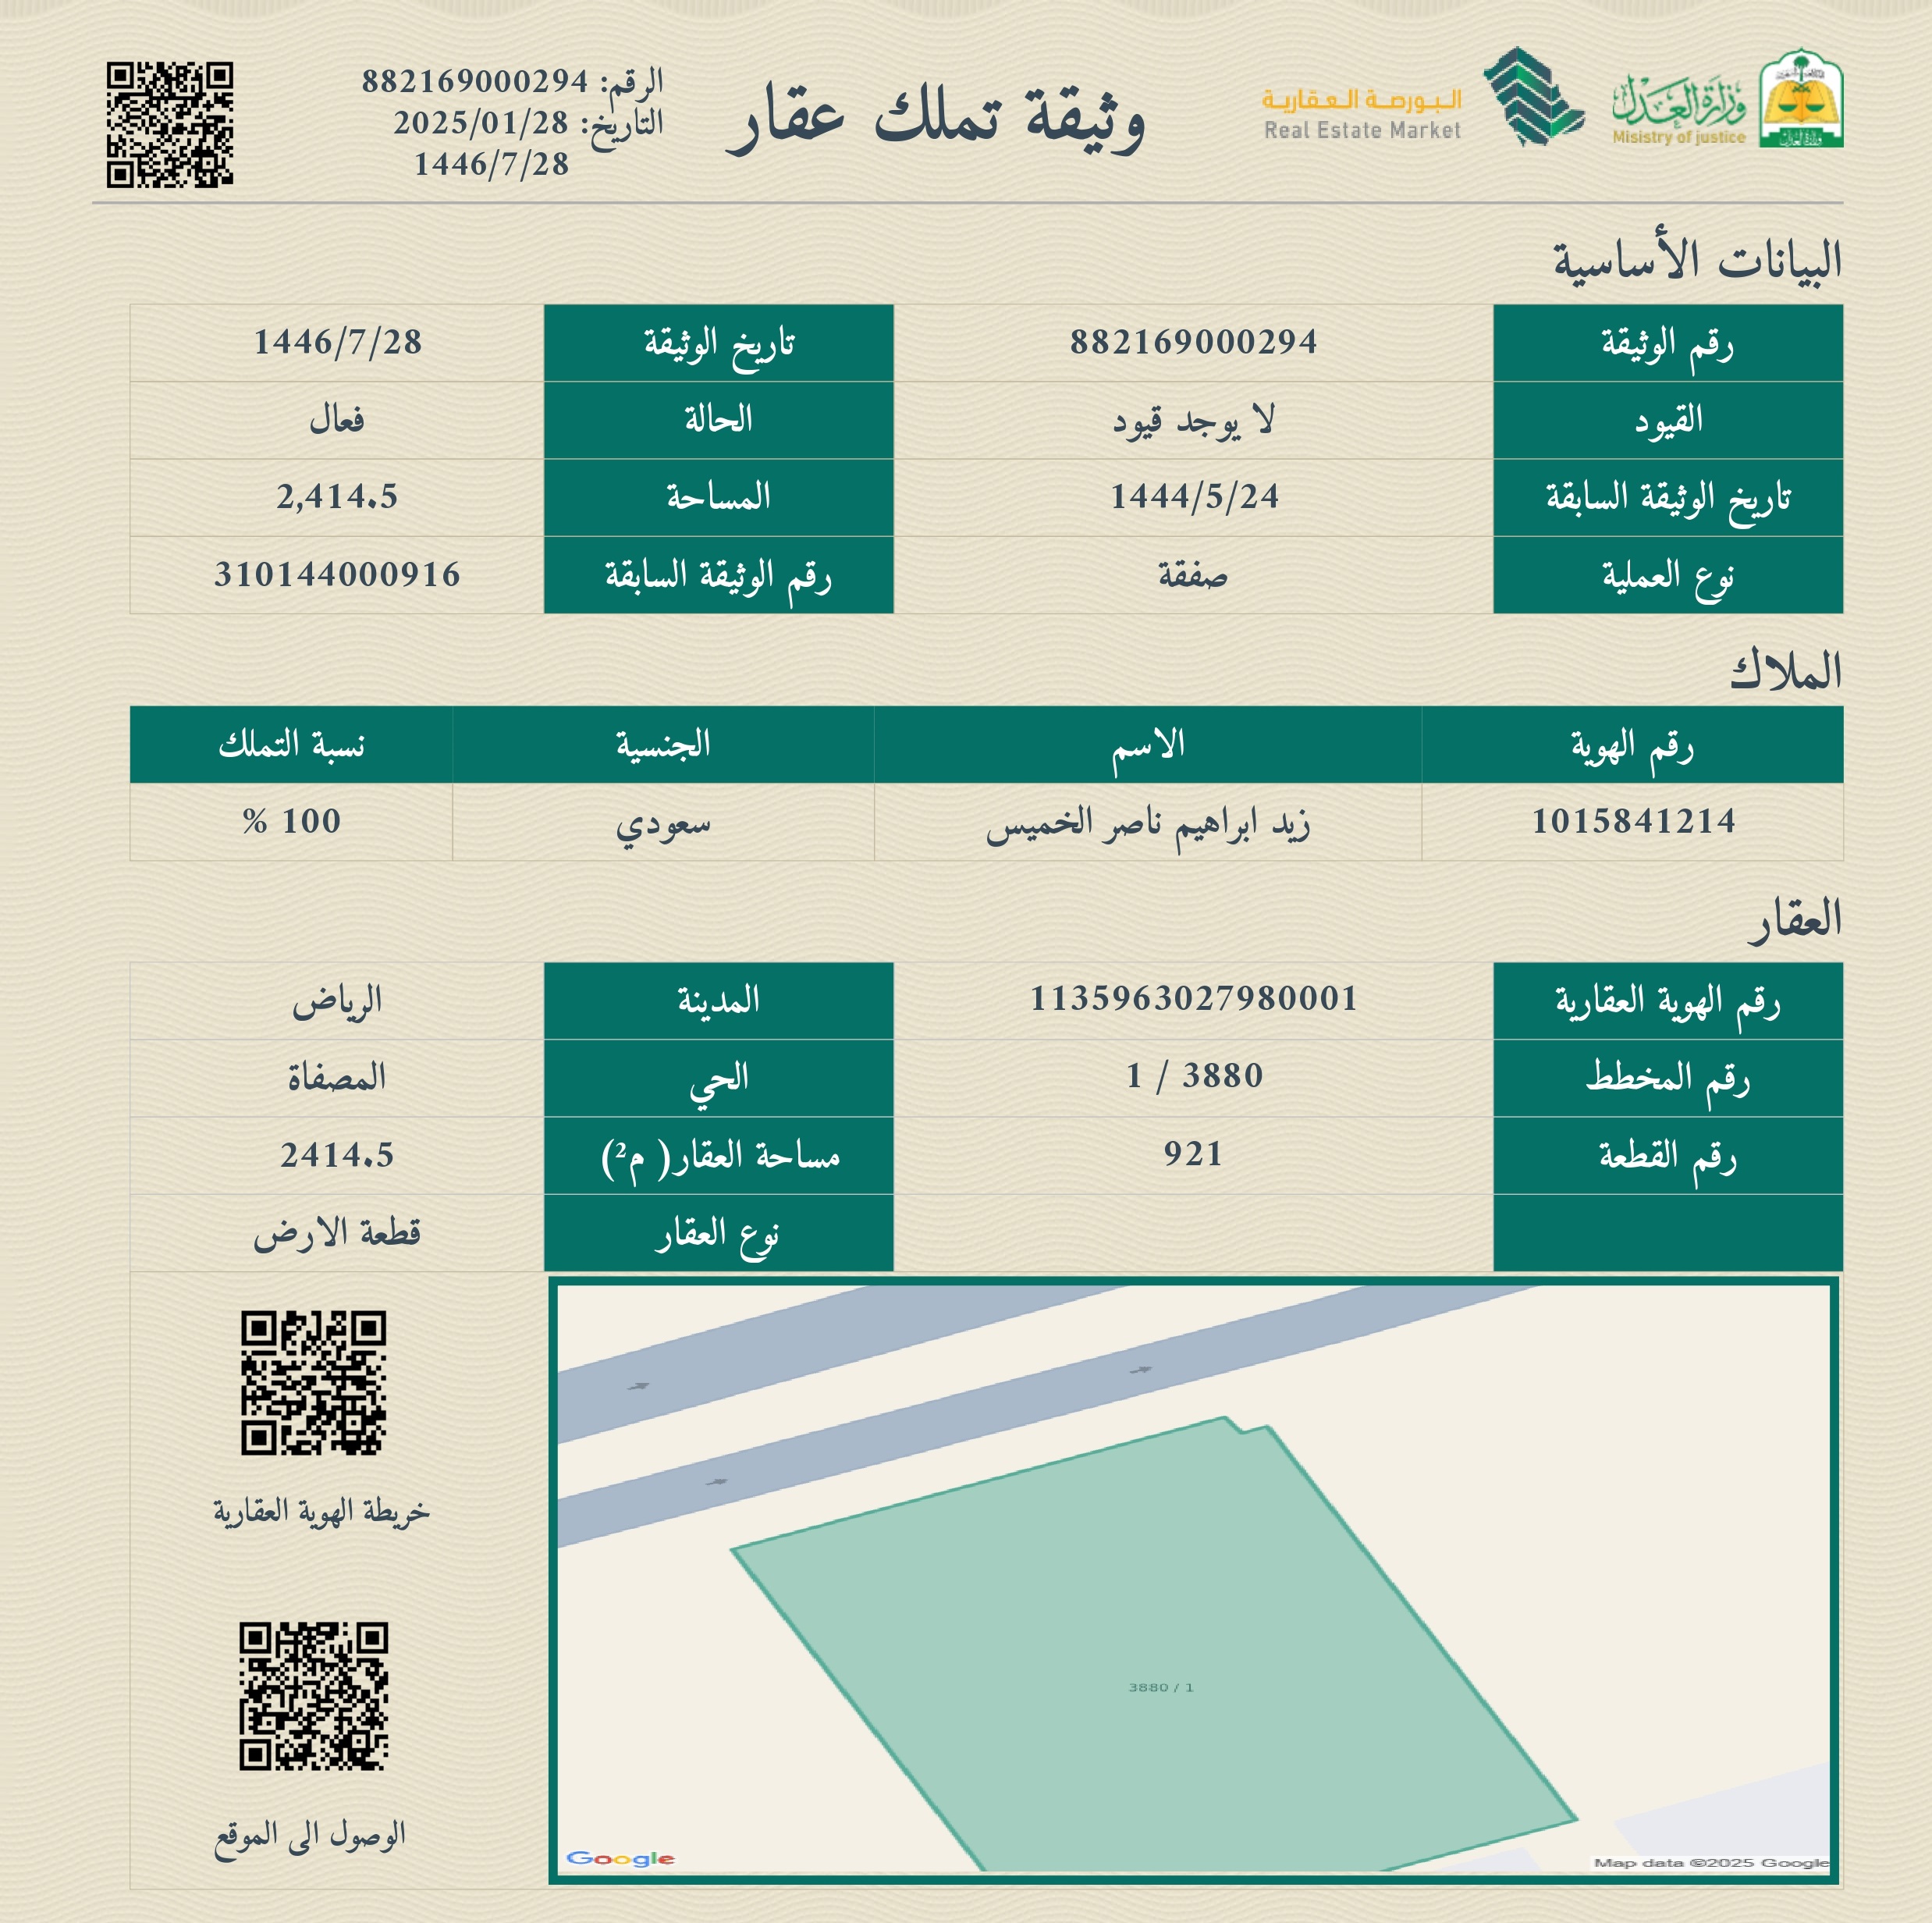 وزارة العدل
Misistry of justice
البورصة العقارية
Real Estate Market
وثيقة تملك عقار
الرقم: 882169000294
التاريخ: 2025/01/28
1446/7/28
البيانات الأساسية
رقم الوثيقة 882169000294 تاريخ الوثيقة 1446/7/28
القيود لا يوجد قيود الحالة فعال
تاريخ الوثيقة السابقة 1444/5/24 المساحة 2,414.5
نوع العملية صفقة رقم الوثيقة السابقة 310144000916
الملاك
رقم الهوية الاسم الجنسية نسبة التملك
1015841214 زيد ابراهيم ناصر الخميس سعودي 100 %
العقار
رقم الهوية العقارية 1135963027980001 المدينة الرياض
رقم المخطط 3880 / 1 الحي المصفاة
رقم القطعة 921 مساحة العقار( م²) 2414.5
نوع العقار قطعة الارض
3880 / 1
Google
Map data ©2025 Google
خريطة الهوية العقارية
الوصول الى الموقع